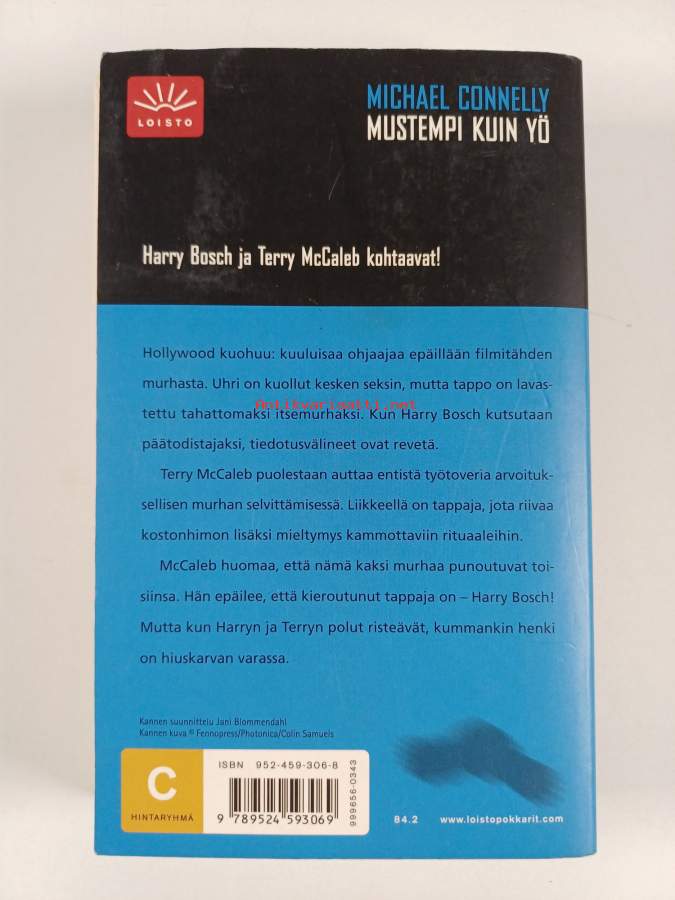 LOISTO
MICHAEL CONNELLY
MUSTEMPI KUIN YÖ
Harry Bosch ja Terry McCaleb kohtaavat!
Hollywood kuohuu: kuuluisaa ohjaajaa epäillään filmitähden
murhasta. Uhri on kuollut kesken seksin, mutta tappo on lavas-
Antikvariaatti.net
tettu tahattomaksi itsemurhaksi. Kun Harry Bosch kutsutaan
päätodistajaksi, tiedotusvälineet ovat revetä.
Terry McCaleb puolestaan auttaa entistä työtoveria arvoituk-
sellisen murhan selvittämisessä. Liikkeellä on tappaja, jota riivaa
kostonhimon lisäksi mieltymys kammottaviin rituaaleihin.
McCaleb huomaa, että nämä kaksi murhaa punoutuvat toi-
siinsa. Hän epäilee, että kieroutunut tappaja on – Harry Bosch!
Mutta kun Harryn ja Terryn polut risteävät, kummankin henki
on hiuskarvan varassa.
Kannen suunnittelu Jani Blommendahl
Kannen kuva © Fennopress/Photonica/Colin Samuels
C
HINTARYHMÄ
ISBN 952-459-306-8
9 789524 593069
999656-0343
84.2 www.loistopokkarit.com